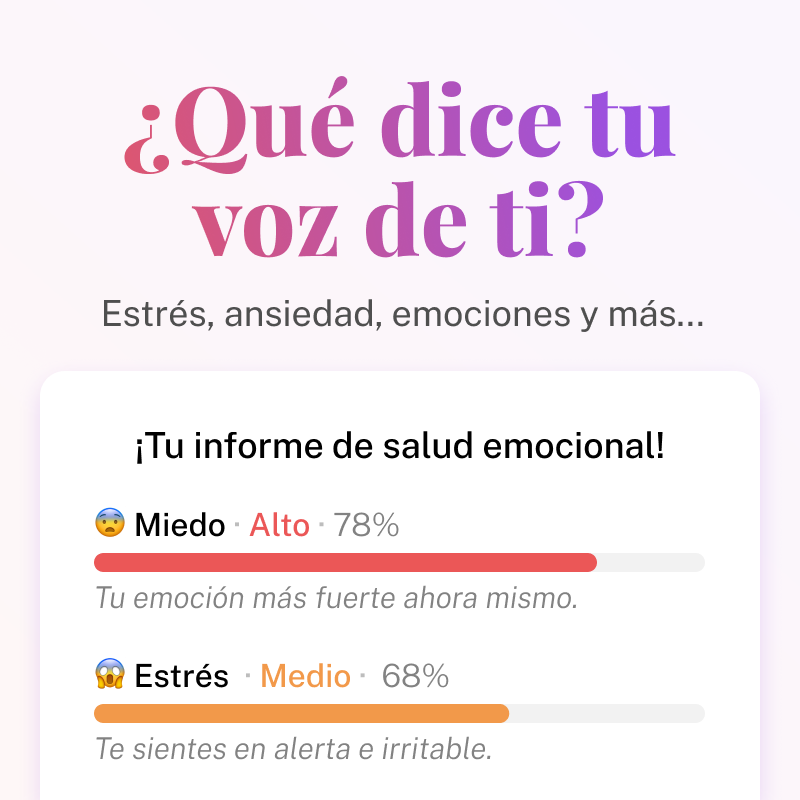 ¿Qué dice tu
voz de ti?
Estrés, ansiedad, emociones y más...
¡Tu informe de salud emocional!
😨 Miedo · Alto · 78%
Tu emoción más fuerte ahora mismo.
😱 Estrés · Medio · 68%
Te sientes en alerta e irritable.